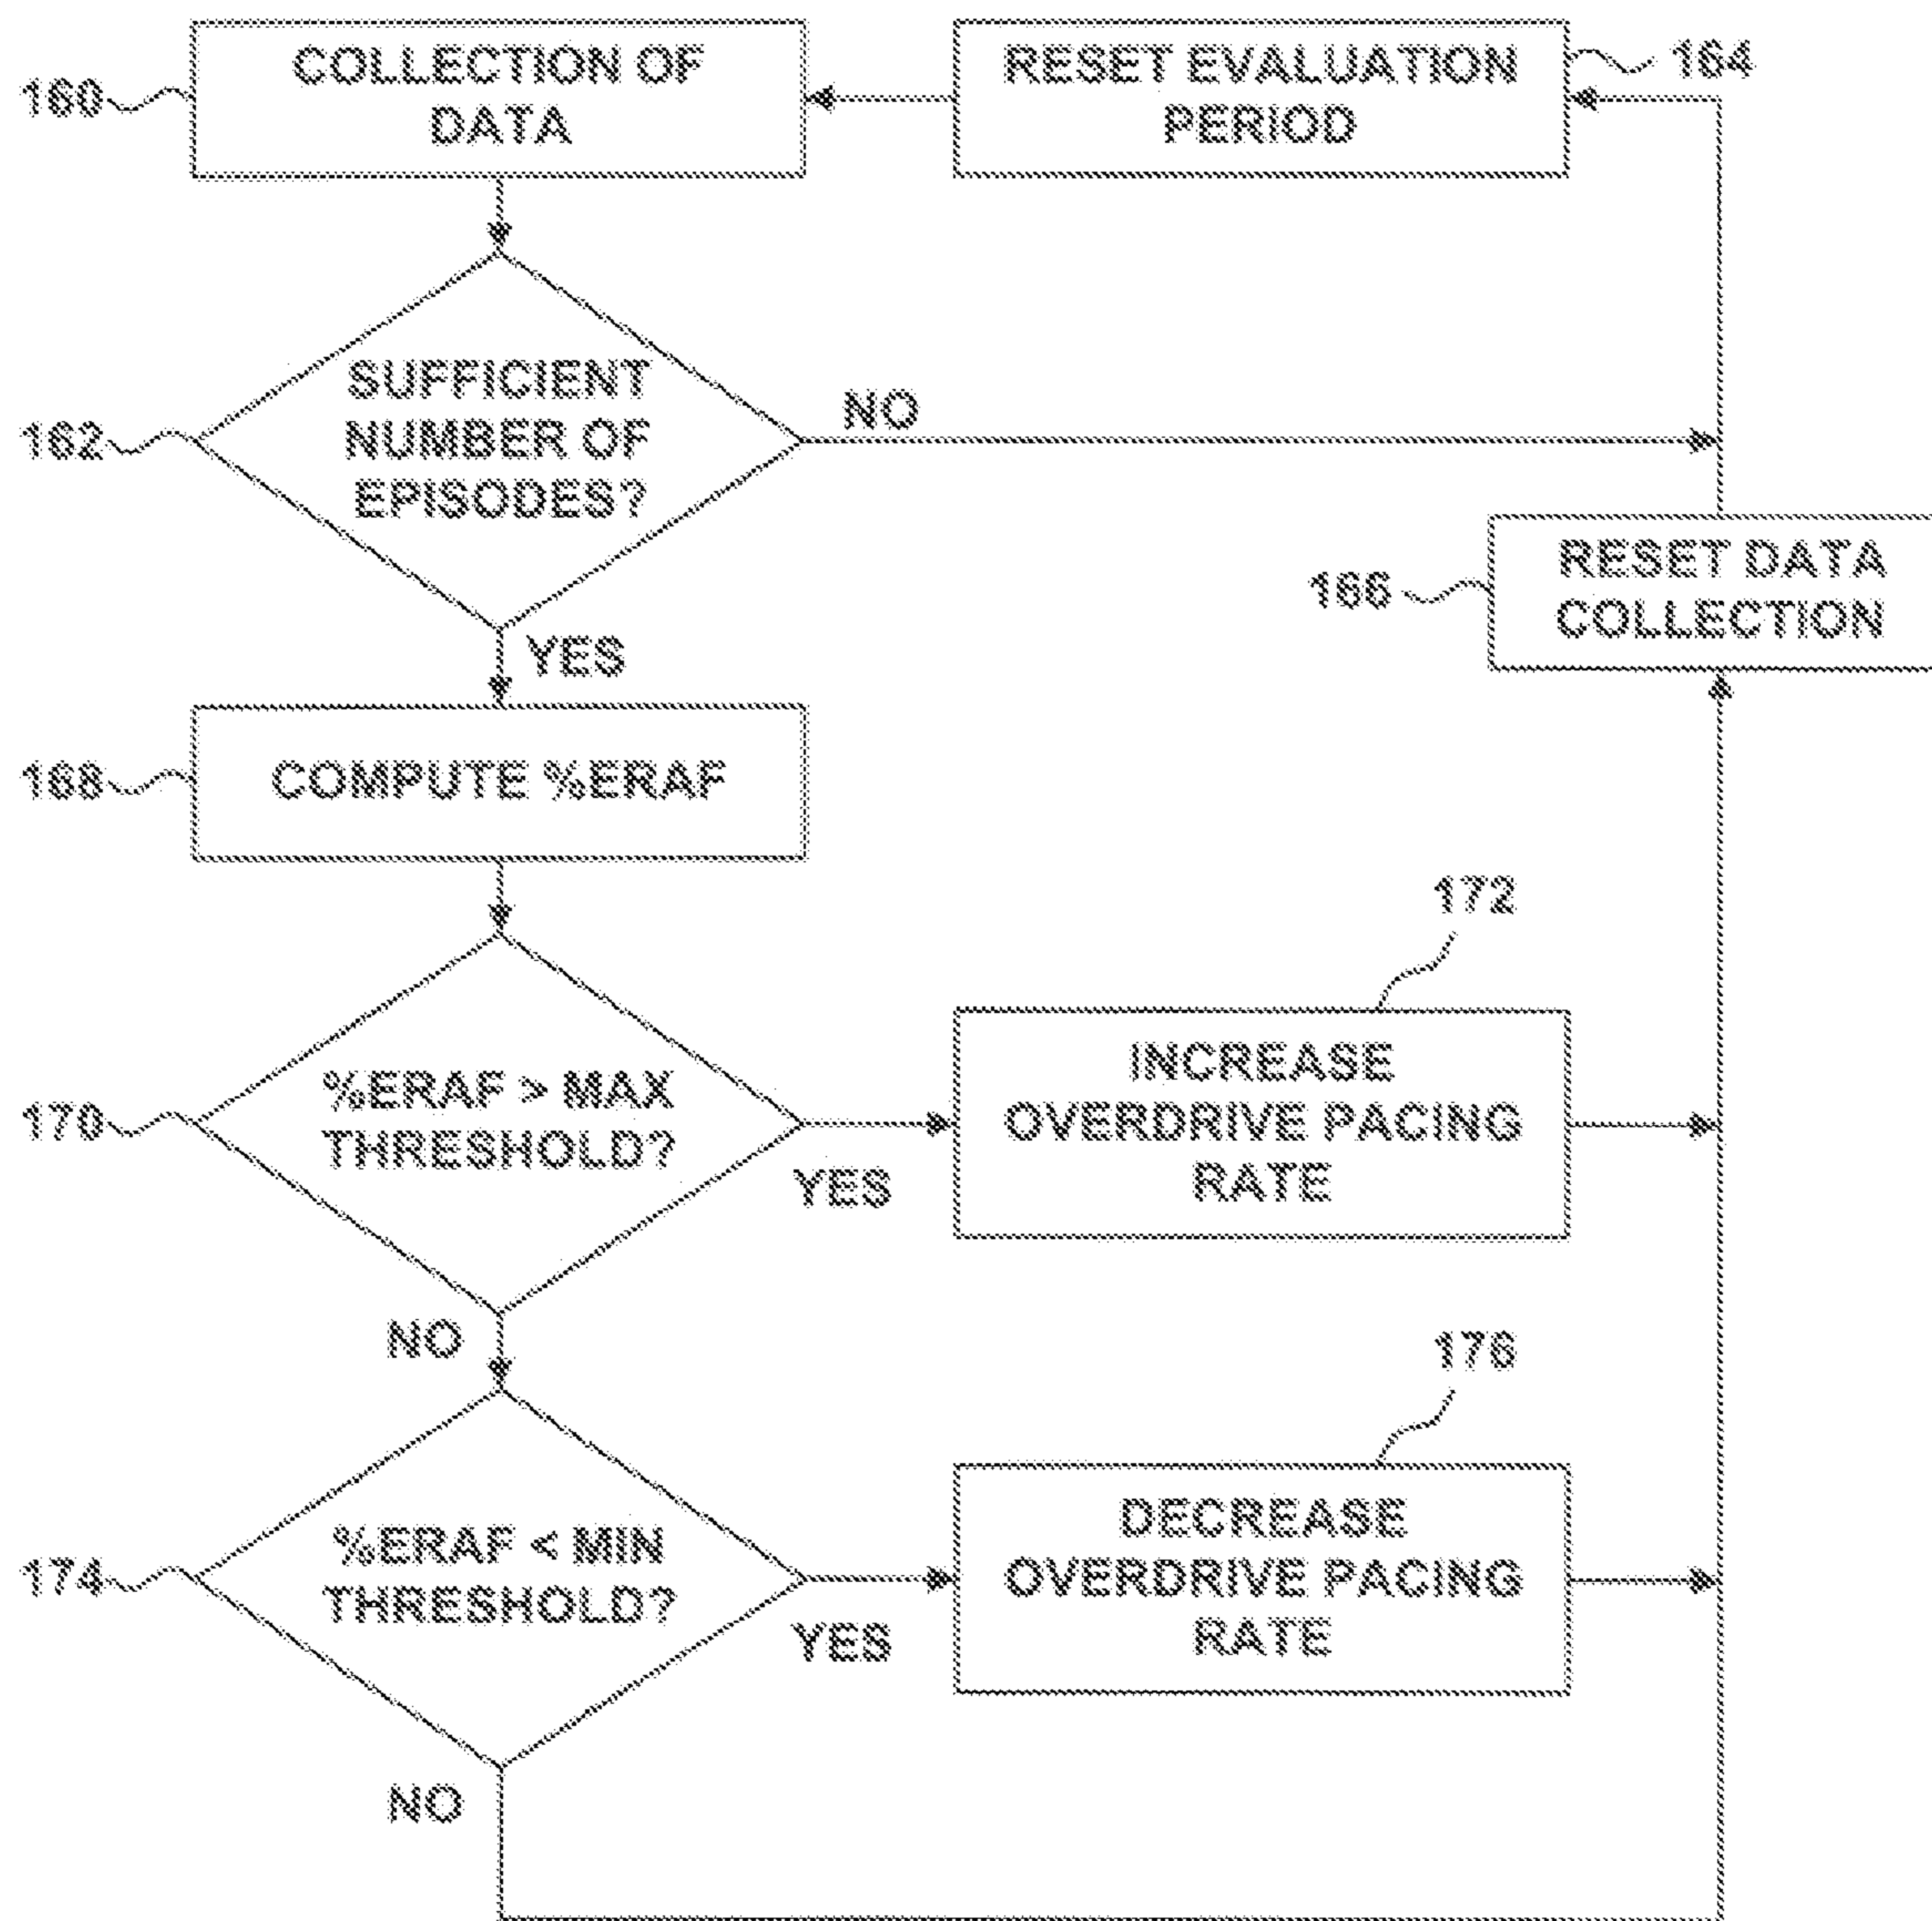 160
COLLECTION OF
DATA
RESET EVALUATION
PERIOD
164
162
SUFFICIENT
NUMBER OF
EPISODES?
NO
YES
166
RESET DATA
COLLECTION
168
COMPUTE %ERAF
170
%ERAF > MAX
THRESHOLD?
YES
NO
172
INCREASE
OVERDRIVE PACING
RATE
174
%ERAF < MIN
THRESHOLD?
YES
NO
176
DECREASE
OVERDRIVE PACING
RATE